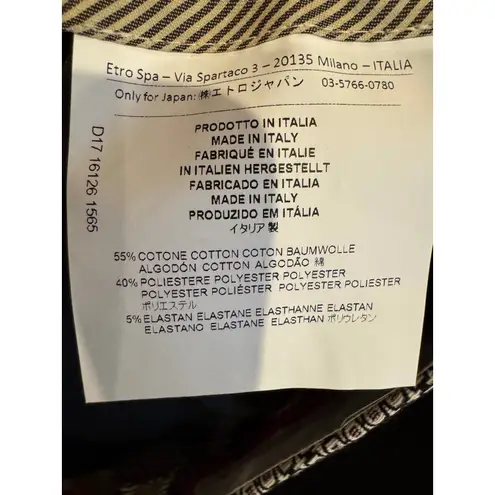 Etro Spa – Via Spartaco 3 – 20135 Milano – ITALIA
Only for Japan: ㈱エトロジャパン 03-5766-0780
PRODOTTO IN ITALIA
MADE IN ITALY
FABRIQUÉ EN ITALIE
IN ITALIEN HERGESTELLT
FABRICADO EN ITALIA
MADE IN ITALY
PRODUZIDO EM ITÁLIA
イタリア製
55% COTONE COTTON COTON BAUMWOLLE
ALGODÓN COTTON ALGODÃO 綿
40% POLIESTERE POLYESTER POLYESTER
POLYESTER POLIÉSTER POLYESTER POLIESTER
ポリエステル
5% ELASTAN ELASTANE ELASTHANNE ELASTAN
ELASTANO ELASTANE ELASTHAN ポリウレタン
D17 16126 1565